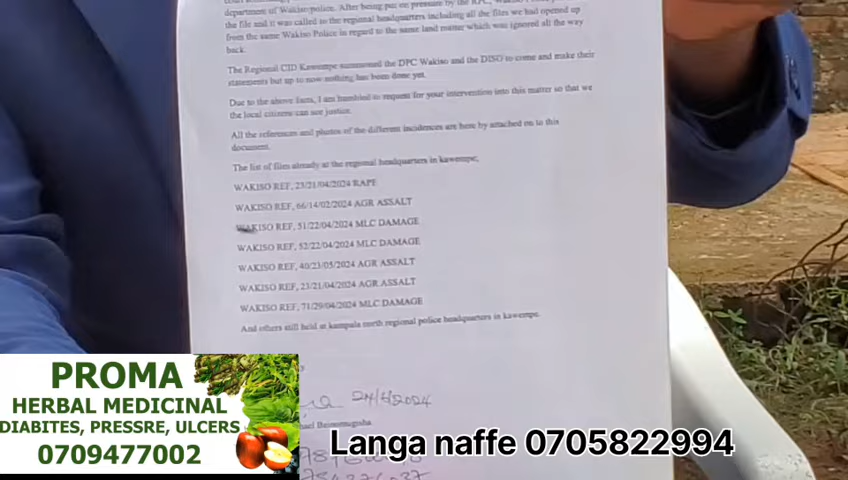 department of Wakiso police. After being put on pressure by the RPC, Wakiso
the file and it was called to the regional headquarters including all the files we had opened up
from the same Wakiso Police in regard to the same land matter which was ignored all the way
back.
The Regional CID Kawempe summoned the DPC Wakiso and the DISO to come and make their
statements but up to now nothing has been done yet.
Due to the above facts, I am humbled to request for your intervention into this matter so that we
the local citizens can see justice.
All the references and photos of the different incidences are here by attached on to this
document.
The list of files already at the regional headquarters in kawempe;
WAKISO REF, 23/21/04/2024 RAPE
WAKISO REF, 66/14/02/2024 AGR ASSALT
WAKISO REF, 51/22/04/2024 MLC DAMAGE
WAKISO REF, 52/22/04/2024 MLC DAMAGE
WAKISO REF, 40/23/05/2024 AGR ASSALT
WAKISO REF, 23/21/04/2024 AGR ASSALT
WAKISO REF, 71/29/04/2024 MLC DAMAGE
And others still held at kampala north regional police headquarters in kawempe.
PROMA
HERBAL MEDICINAL
DIABITES, PRESSRE, ULCERS
0709477002
Langa naffe 0705822994